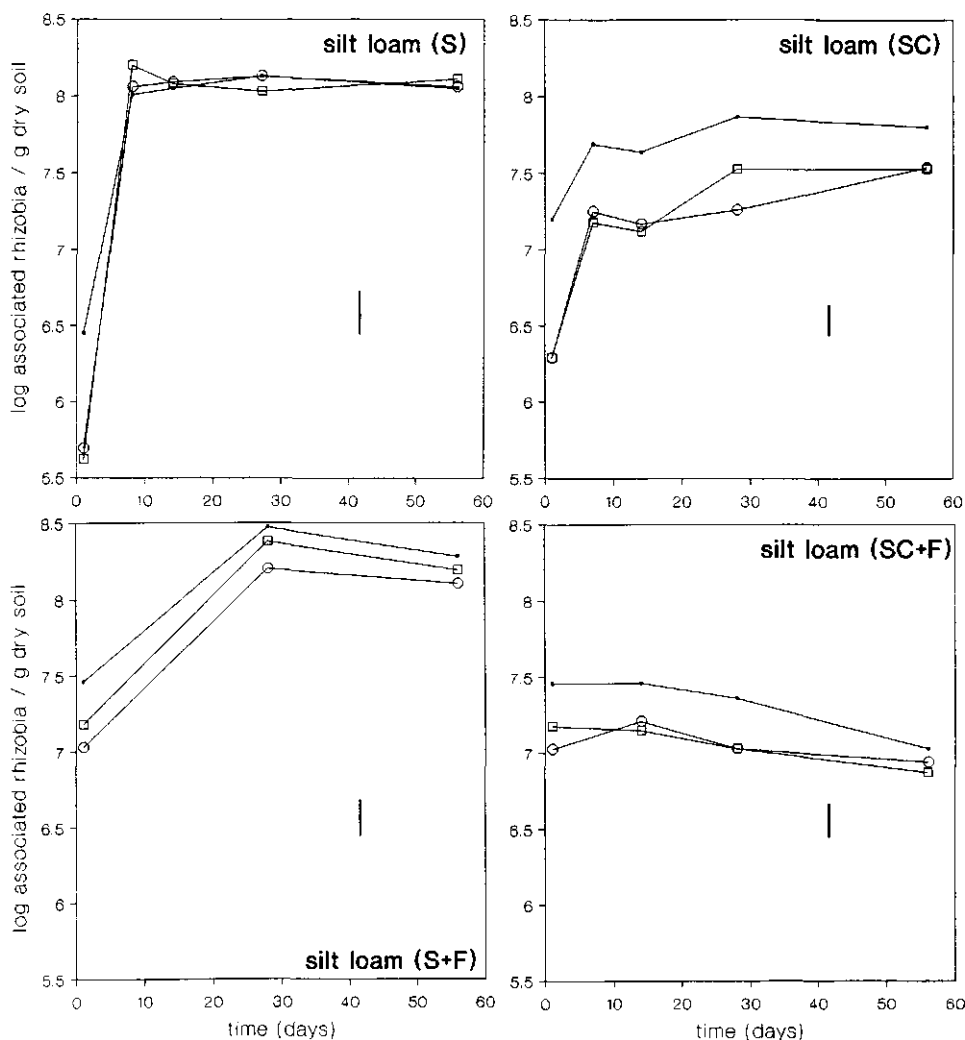 silt loam (S)
log associated rhizobia / g dry soil
8.5
8
7.5
7
6.5
6
5.5
0 10 20 30 40 50 60
silt loam (SC)
8.5
8
7.5
7
6.5
6
5.5
0 10 20 30 40 50 60
silt loam (S+F)
log associated rhizobia / g dry soil
8.5
8
7.5
7
6.5
6
5.5
0 10 20 30 40 50 60
time (days)
silt loam (SC+F)
8.5
8
7.5
7
6.5
6
5.5
0 10 20 30 40 50 60
time (days)